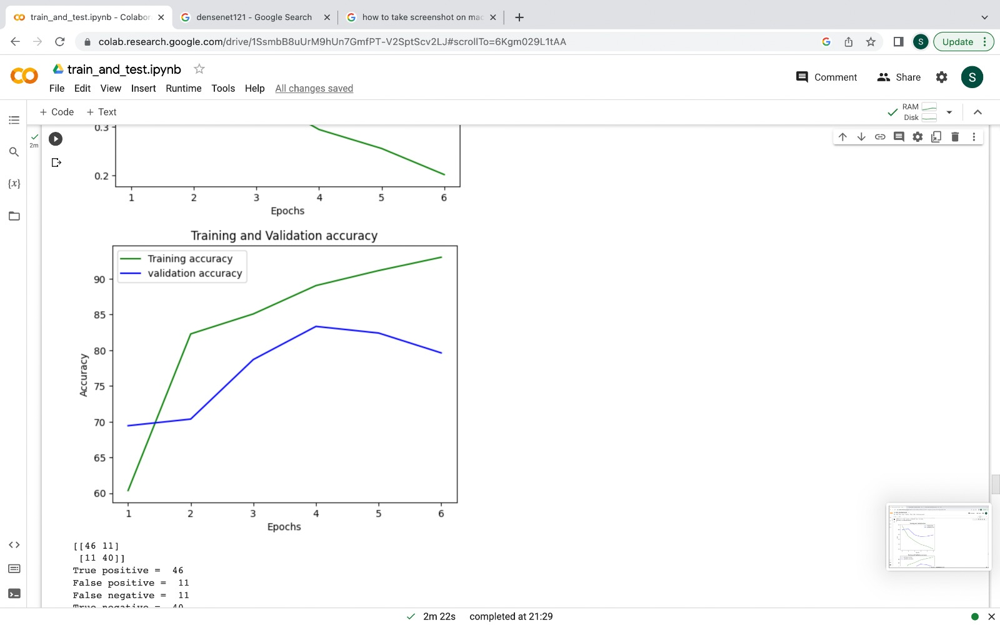 train_and_test.ipynb - Colabor
densenet121 - Google Search
how to take screenshot on mac
colab.research.google.com/drive/1SsmbB8uUrM9hUn7GmfPT-V2SptScv2LJ#scrollTo=6Kgm029L1tAA
S
Update
train_and_test.ipynb
File Edit View Insert Runtime Tools Help All changes saved
Comment
Share
S
+ Code + Text
RAM
Disk
2m
{x}
0.3
0.2
1 2 3 4 5 6
Epochs
Training and Validation accuracy
Training accuracy
validation accuracy
90
85
80
75
70
65
60
Accuracy
1 2 3 4 5 6
Epochs
[[46 11]
[11 40]]
True positive = 46
False positive = 11
False negative = 11
True negative = 40
2m 22s completed at 21:29